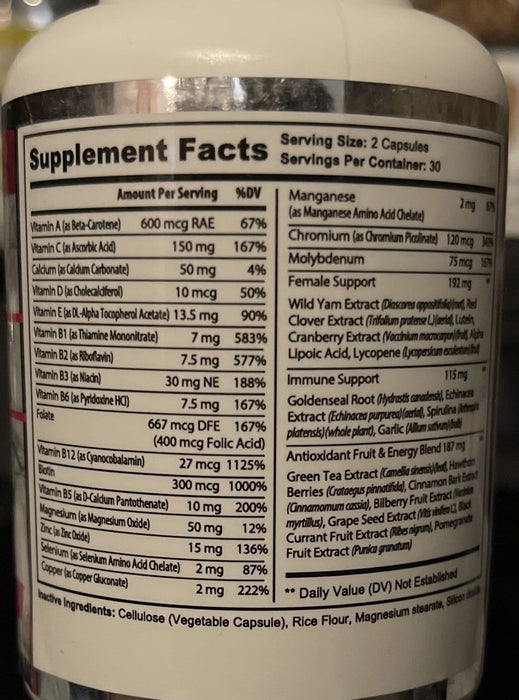 Supplement Facts
Serving Size: 2 Capsules
Servings Per Container: 30
Amount Per Serving %DV
Vitamin A (as Beta-Carotene) 600 mcg RAE 67%
Vitamin C (as Ascorbic Acid) 150 mg 167%
Calcium (as Calcium Carbonate) 50 mg 4%
Vitamin D (as Cholecalciferol) 10 mcg 50%
Vitamin E (as DL-Alpha Tocopherol Acetate) 13.5 mg 90%
Vitamin B1 (as Thiamine Mononitrate) 7 mg 583%
Vitamin B2 (as Riboflavin) 7.5 mg 577%
Vitamin B3 (as Niacin) 30 mg NE 188%
Vitamin B6 (as Pyridoxine HCl) 7.5 mg 167%
Folate 667 mcg DFE 167%
(400 mcg Folic Acid)
Vitamin B12 (as Cyanocobalamin) 27 mcg 1125%
Biotin 300 mcg 1000%
Vitamin B5 (as D-Calcium Pantothenate) 10 mg 200%
Magnesium (as Magnesium Oxide) 50 mg 12%
Zinc (as Zinc Oxide) 15 mg 136%
Selenium (as Selenium Amino Acid Chelate) 2 mg 87%
Copper (as Copper Gluconate) 2 mg 222%
Manganese
(as Manganese Amino Acid Chelate) 2 mg 87%
Chromium (as Chromium Picolinate) 120 mcg
Molybdenum 75 mcg 167%
Female Support 192 mg **
Wild Yam Extract (Dioscorea oppositifolia)(root), Red
Clover Extract (Trifolium pratense L.)(aerial), Lutein,
Cranberry Extract (Vaccinium macrocarpon)(fruit), Alpha
Lipoic Acid, Lycopene (Lycopersicon esculentum)(fruit)
Immune Support 115 mg **
Goldenseal Root (Hydrastis canadensis), Echinacea
Extract (Echinacea purpurea)(aerial), Spirulina (Arthrospira
platensis)(whole plant), Garlic (Allium sativum)(bulb)
Antioxidant Fruit & Energy Blend 187 mg **
Green Tea Extract (Camellia sinensis)(leaf), Hawthorn
Berries (Crataegus pinnatifida), Cinnamon Bark Extract
(Cinnamomum cassia), Bilberry Fruit Extract (Vaccinium
myrtillus), Grape Seed Extract (Vitis vinifera L.), Black
Currant Fruit Extract (Ribes nigrum), Pomegranate
Fruit Extract (Punica granatum)
** Daily Value (DV) Not Established
Inactive Ingredients: Cellulose (Vegetable Capsule), Rice Flour, Magnesium stearate, Silicon dioxide